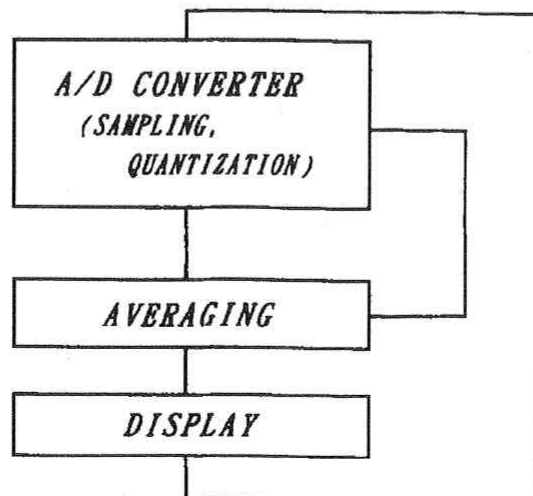 A/D CONVERTER
(SAMPLING,
QUANTIZATION)
AVERAGING
DISPLAY